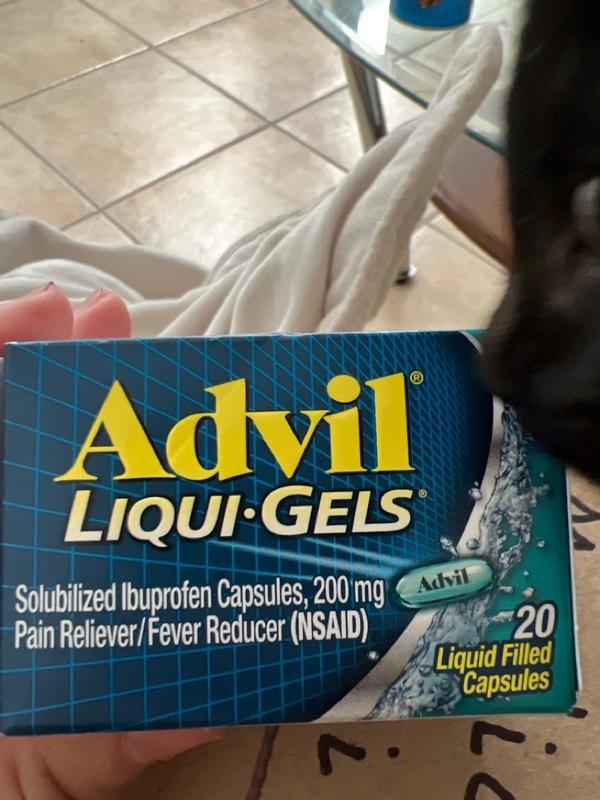 Advil®
LIQUI·GELS®
Solubilized Ibuprofen Capsules, 200 mg
Pain Reliever/Fever Reducer (NSAID)
Advil
20
Liquid Filled
Capsules